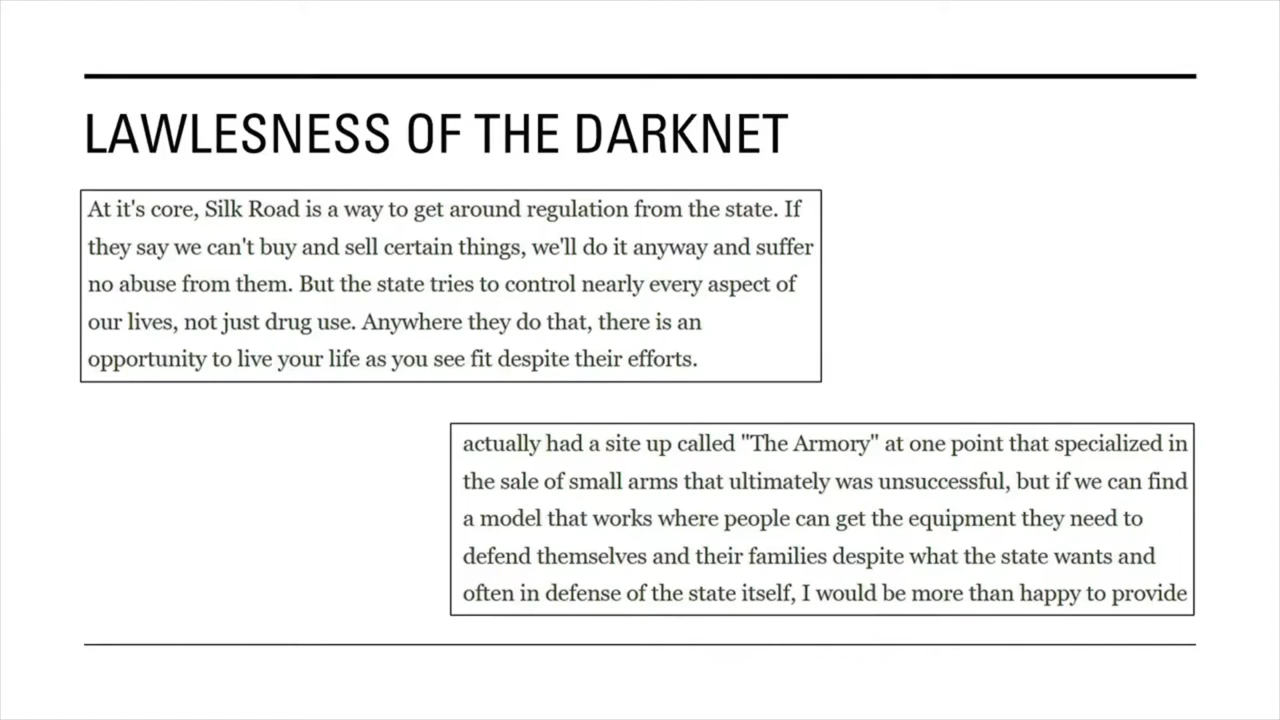 LAWLESNESS OF THE DARKNET
At it's core, Silk Road is a way to get around regulation from the state. If
they say we can't buy and sell certain things, we'll do it anyway and suffer
no abuse from them. But the state tries to control nearly every aspect of
our lives, not just drug use. Anywhere they do that, there is an
opportunity to live your life as you see fit despite their efforts.
actually had a site up called "The Armory" at one point that specialized in
the sale of small arms that ultimately was unsuccessful, but if we can find
a model that works where people can get the equipment they need to
defend themselves and their families despite what the state wants and
often in defense of the state itself, I would be more than happy to provide